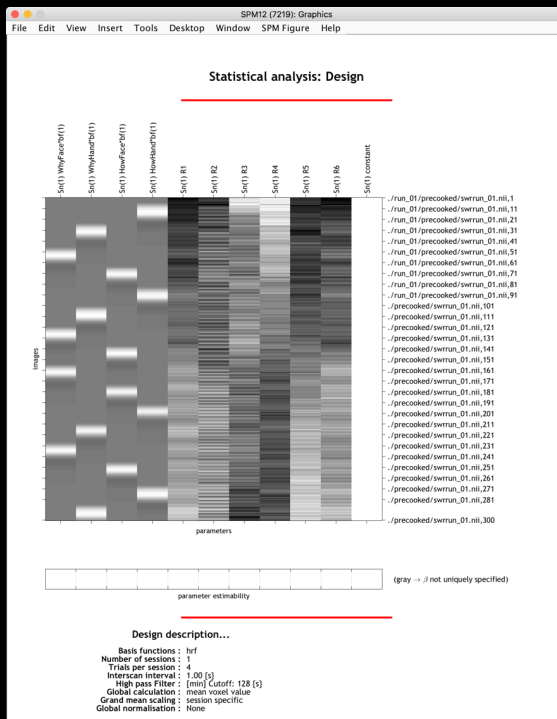 SPM12 (7219): Graphics
File Edit View Insert Tools Desktop Window SPM Figure Help
Statistical analysis: Design
Sn(1) WhyFace*bf(1)
Sn(1) WhyHand*bf(1)
Sn(1) HowFace*bf(1)
Sn(1) HowHand*bf(1)
Sn(1) R1
Sn(1) R2
Sn(1) R3
Sn(1) R4
Sn(1) R5
Sn(1) R6
Sn(1) constant
images
./run_01/precooked/swrrun_01.nii,1
./run_01/precooked/swrrun_01.nii,11
./run_01/precooked/swrrun_01.nii,21
./run_01/precooked/swrrun_01.nii,31
./run_01/precooked/swrrun_01.nii,41
./run_01/precooked/swrrun_01.nii,51
./run_01/precooked/swrrun_01.nii,61
./run_01/precooked/swrrun_01.nii,71
./run_01/precooked/swrrun_01.nii,81
./run_01/precooked/swrrun_01.nii,91
./precooked/swrrun_01.nii,101
./precooked/swrrun_01.nii,111
./precooked/swrrun_01.nii,121
./precooked/swrrun_01.nii,131
./precooked/swrrun_01.nii,141
./precooked/swrrun_01.nii,151
./precooked/swrrun_01.nii,161
./precooked/swrrun_01.nii,171
./precooked/swrrun_01.nii,181
./precooked/swrrun_01.nii,191
./precooked/swrrun_01.nii,201
./precooked/swrrun_01.nii,211
./precooked/swrrun_01.nii,221
./precooked/swrrun_01.nii,231
./precooked/swrrun_01.nii,241
./precooked/swrrun_01.nii,251
./precooked/swrrun_01.nii,261
./precooked/swrrun_01.nii,271
./precooked/swrrun_01.nii,281
./precooked/swrrun_01.nii,300
parameters
(gray → β not uniquely specified)
parameter estimability
Design description...
Basis functions : hrf
Number of sessions : 1
Trials per session : 4
Interscan interval : 1.00 {s}
High pass Filter : [min] Cutoff: 128 {s}
Global calculation : mean voxel value
Grand mean scaling : session specific
Global normalisation : None